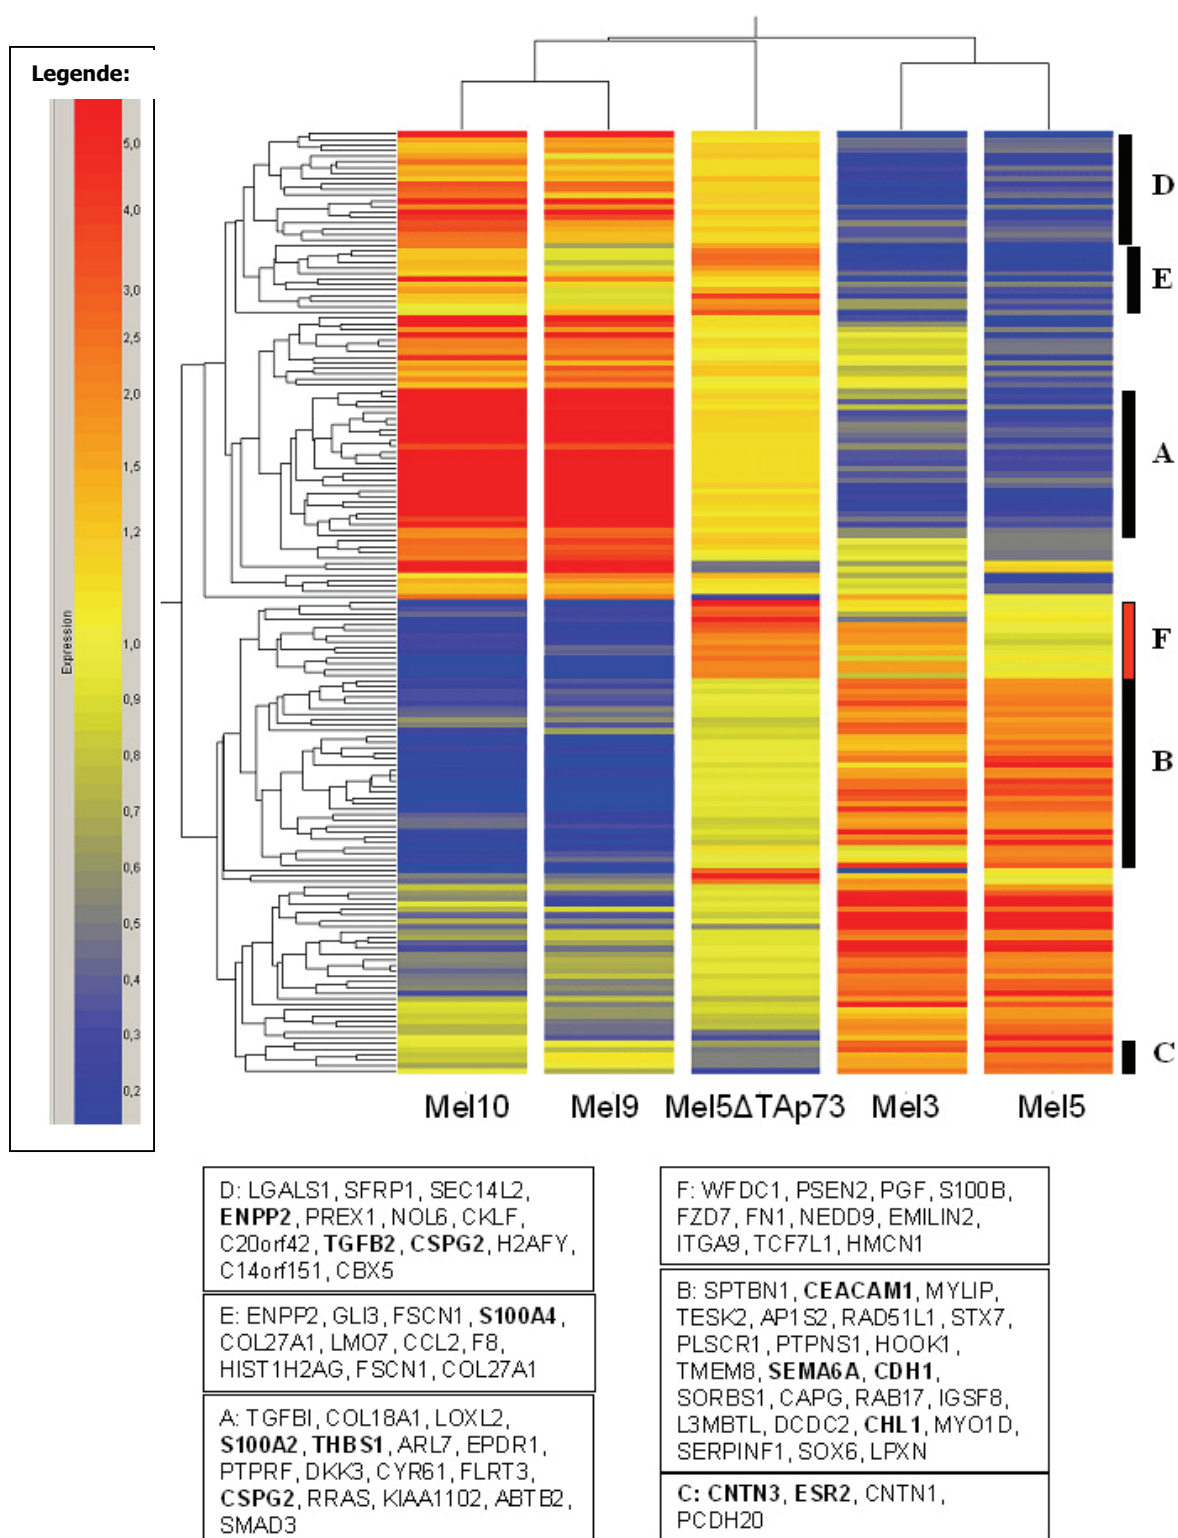 Legende:
5,0
4,0
3,0
2,5
2,0
1,5
1,2
1,0
0,9
0,8
0,7
0,6
0,5
0,4
0,3
0,2
Expression
D
E
A
F
B
C
Mel10 Mel9 Mel5ΔTAp73 Mel3 Mel5
D: LGALS1, SFRP1, SEC14L2,
ENPP2, PREX1, NOL6, CKLF,
C20orf42, TGFB2, CSPG2, H2AFY,
C14orf151, CBX5
E: ENPP2, GLI3, FSCN1, S100A4,
COL27A1, LMO7, CCL2, F8,
HIST1H2AG, FSCN1, COL27A1
A: TGFBI, COL18A1, LOXL2,
S100A2, THBS1, ARL7, EPDR1,
PTPRF, DKK3, CYR61, FLRT3,
CSPG2, RRAS, KIAA1102, ABTB2,
SMAD3
F: WFDC1, PSEN2, PGF, S100B,
FZD7, FN1, NEDD9, EMILIN2,
ITGA9, TCF7L1, HMCN1
B: SPTBN1, CEACAM1, MYLIP,
TESK2, AP1S2, RAD51L1, STX7,
PLSCR1, PTPNS1, HOOK1,
TMEM8, SEMA6A, CDH1,
SORBS1, CAPG, RAB17, IGSF8,
L3MBTL, DCDC2, CHL1, MYO1D,
SERPINF1, SOX6, LPXN
C: CNTN3, ESR2, CNTN1,
PCDH20